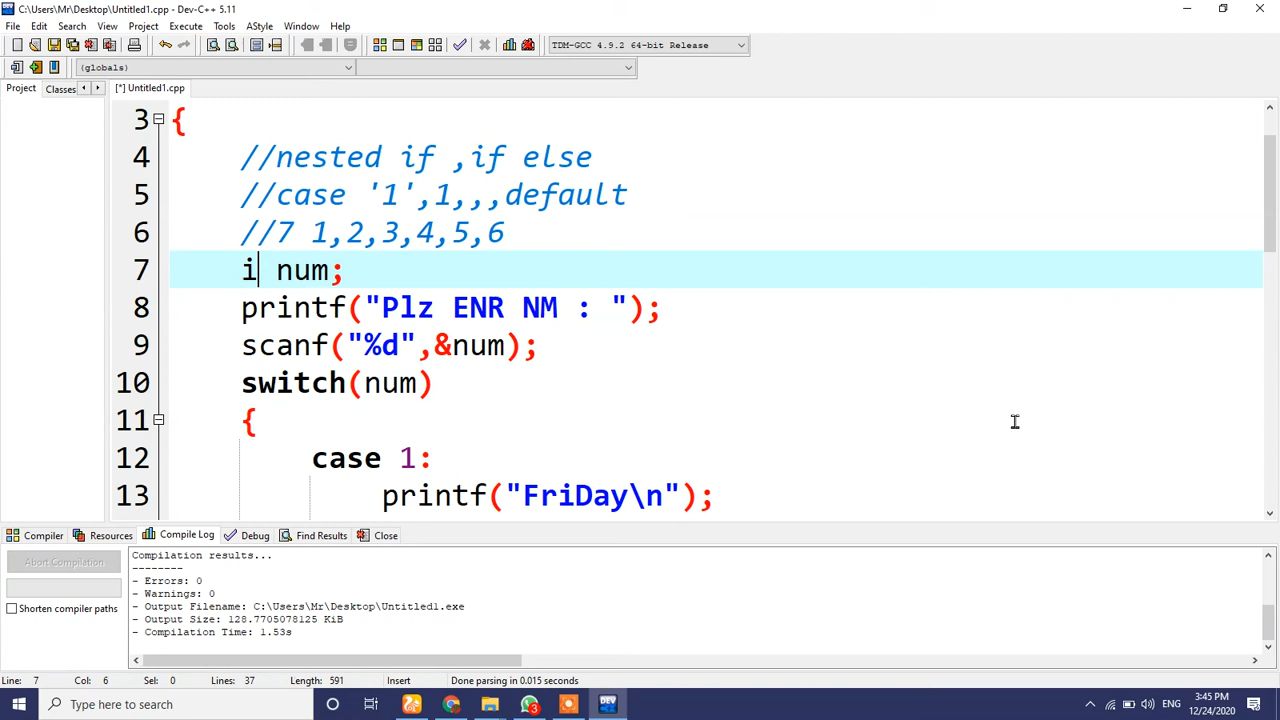 C:\Users\Mr\Desktop\Untitled1.cpp - Dev-C++ 5.11
File Edit Search View Project Execute Tools AStyle Window Help
TDM-GCC 4.9.2 64-bit Release
(globals)
Project Classes [*] Untitled1.cpp
3 {
4 //nested if ,if else
5 //case '1',1,,,default
6 //7 1,2,3,4,5,6
7 i num;
8 printf("Plz ENR NM : ");
9 scanf("%d",&num);
10 switch(num)
11 {
12 case 1:
13 printf("FriDay\n");
Compiler Resources Compile Log Debug Find Results Close
Abort Compilation
Shorten compiler paths
Compilation results...
--------
- Errors: 0
- Warnings: 0
- Output Filename: C:\Users\Mr\Desktop\Untitled1.exe
- Output Size: 128.7705078125 KiB
- Compilation Time: 1.53s
Line: 7 Col: 6 Sel: 0 Lines: 37 Length: 591 Insert Done parsing in 0.015 seconds
Type here to search
DEV
3
ENG
3:45 PM
12/24/2020